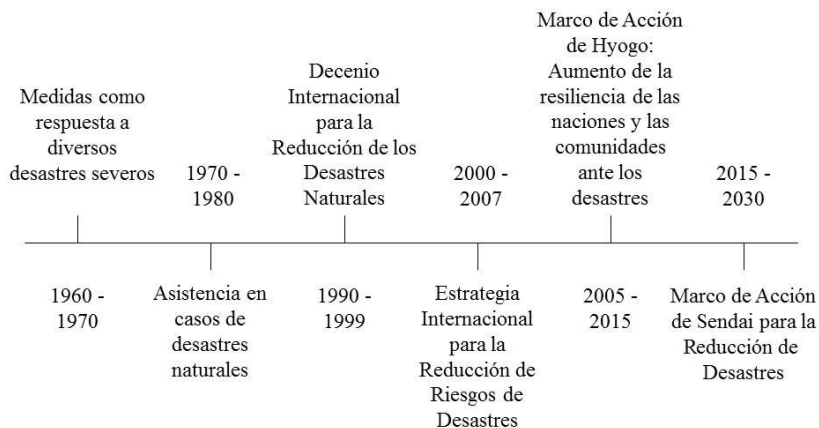 Medidas como
respuesta a
diversos
desastres severos
1960 -
1970
1970 -
1980
Asistencia en
casos de
desastres
naturales
Decenio
Internacional
para la
Reducción de los
Desastres
Naturales
1990 -
1999
2000 -
2007
Estrategia
Internacional
para la
Reducción de
Riesgos de
Desastres
Marco de Acción
de Hyogo:
Aumento de la
resiliencia de las
naciones y las
comunidades
ante los
desastres
2005 -
2015
2015 -
2030
Marco de Acción
de Sendai para la
Reducción de
Desastres